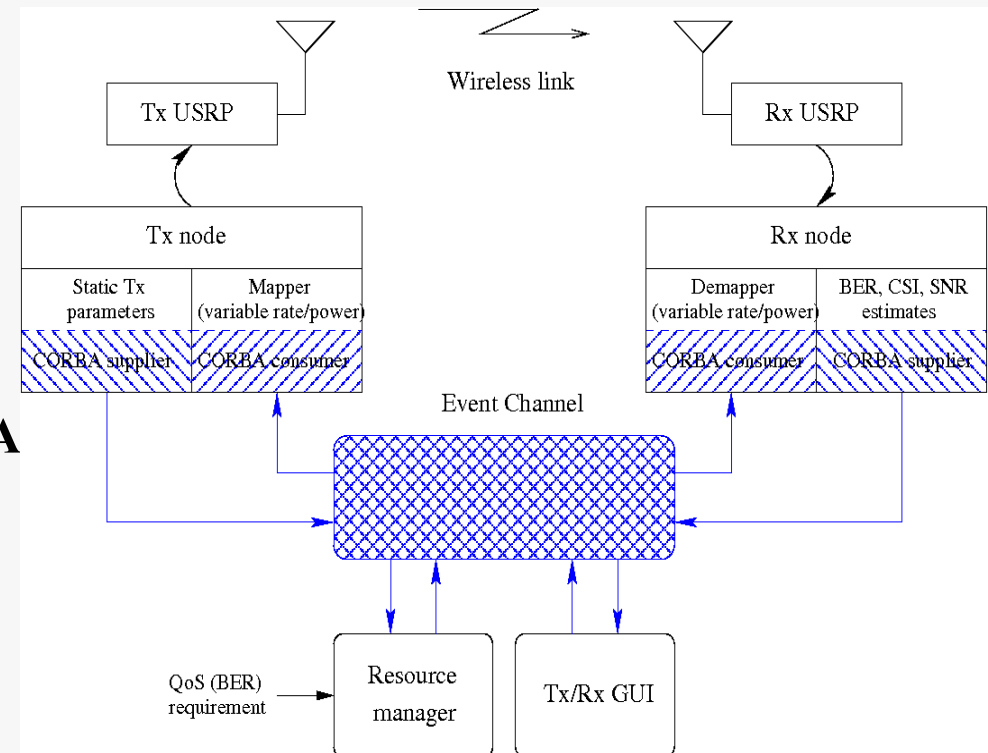 Wireless link
Tx USRP
Rx USRP
Tx node
Rx node
Static Tx
parameters
Mapper
(variable rate/power)
Demapper
(variable rate/power)
BER, CSI, SNR
estimates
CORBA supplier
CORBA consumer
CORBA consumer
CORBA supplier
A
Event Channel
QoS (BER)
requirement
Resource
manager
Tx/Rx GUI